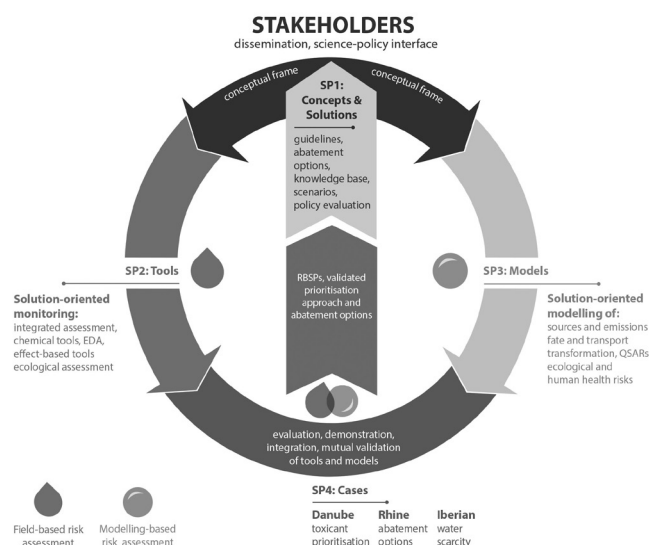 STAKEHOLDERS
dissemination, science-policy interface
conceptual frame
conceptual frame
SP1:
Concepts &
Solutions
guidelines,
abatement
options,
knowledge base,
scenarios,
policy evaluation
SP2: Tools
Solution-oriented
monitoring:
integrated assessment,
chemical tools, EDA,
effect-based tools
ecological assessment
RBSPs, validated
prioritisation
approach and
abatement options
SP3: Models
Solution-oriented
modelling of:
sources and emissions
fate and transport
transformation, QSARs
ecological and
human health risks
evaluation, demonstration,
integration, mutual validation
of tools and models
SP4: Cases
Danube
toxicant
prioritisation
Rhine
abatement
options
Iberian
water
scarcity
Field-based risk
assessment
Modelling-based
risk assessment